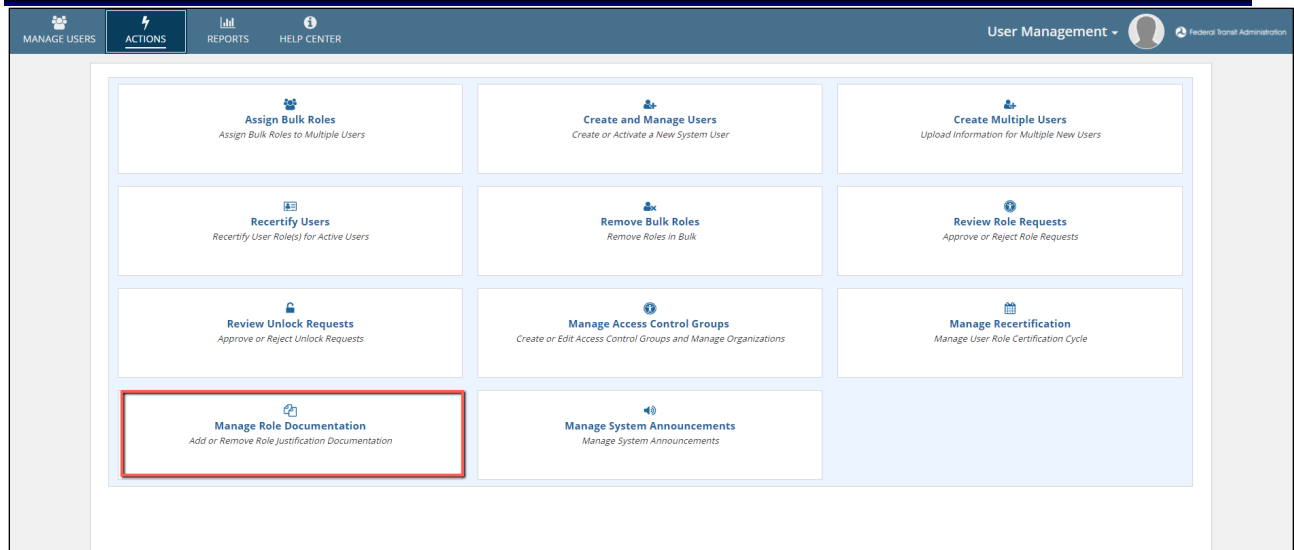 MANAGE USERS
ACTIONS
REPORTS
HELP CENTER
User Management
Federal Transit Administration
Assign Bulk Roles
Assign Bulk Roles to Multiple Users
Create and Manage Users
Create or Activate a New System User
Create Multiple Users
Upload Information for Multiple New Users
Recertify Users
Recertify User Role(s) for Active Users
Remove Bulk Roles
Remove Roles in Bulk
Review Role Requests
Approve or Reject Role Requests
Review Unlock Requests
Approve or Reject Unlock Requests
Manage Access Control Groups
Create or Edit Access Control Groups and Manage Organizations
Manage Recertification
Manage User Role Certification Cycle
Manage Role Documentation
Add or Remove Role Justification Documentation
Manage System Announcements
Manage System Announcements